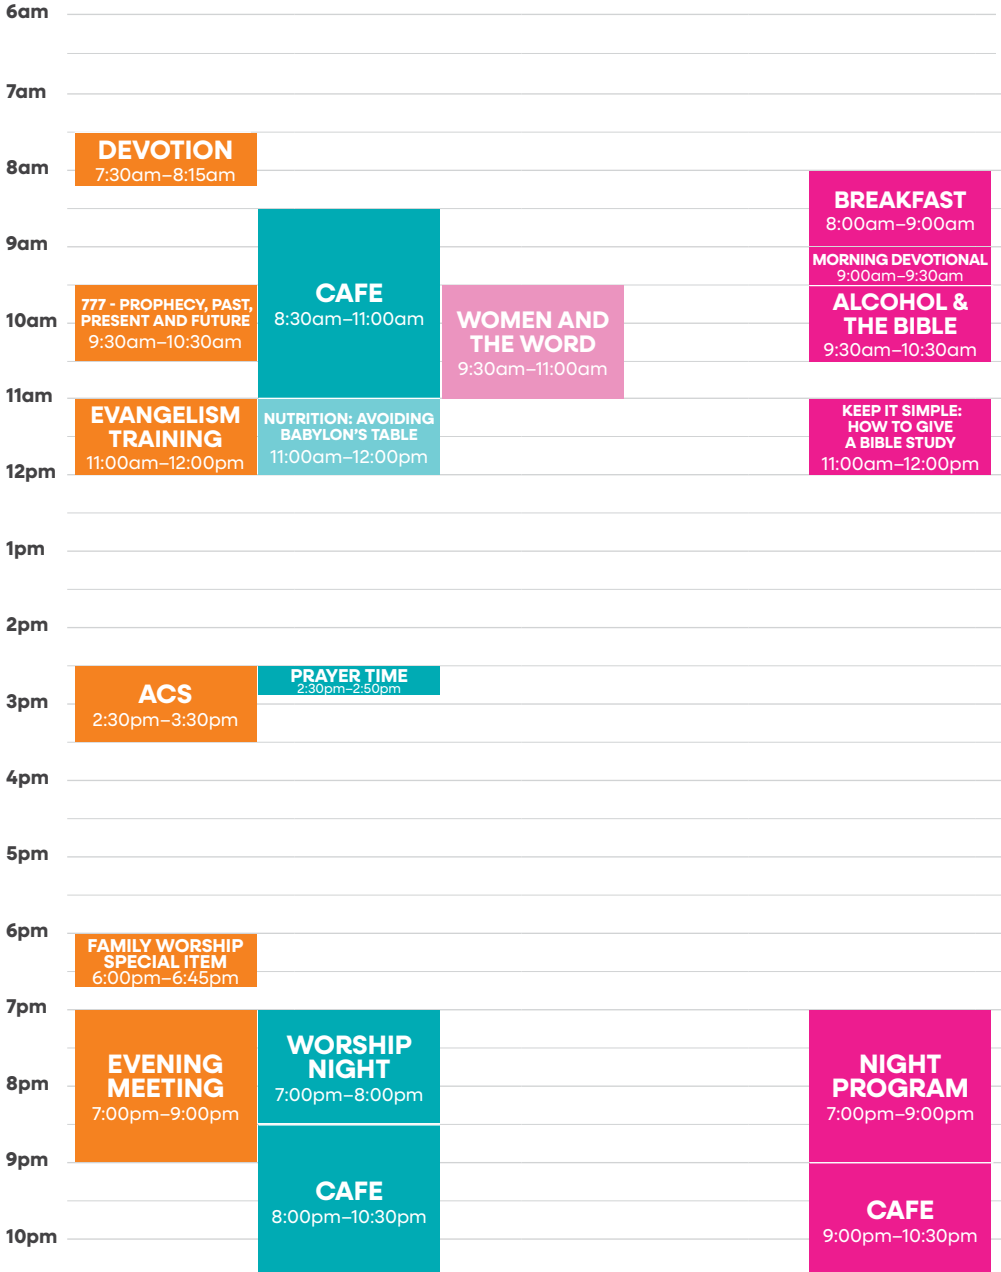 6am
7am
DEVOTION
7:30am–8:15am
8am
BREAKFAST
8:00am–9:00am
9am
CAFE
8:30am–11:00am
MORNING DEVOTIONAL
9:00am–9:30am
777 - PROPHECY, PAST,
PRESENT AND FUTURE
9:30am–10:30am
10am
WOMEN AND
THE WORD
9:30am–11:00am
ALCOHOL &
THE BIBLE
9:30am–10:30am
11am
EVANGELISM
TRAINING
11:00am–12:00pm
NUTRITION: AVOIDING
BABYLON'S TABLE
11:00am–12:00pm
KEEP IT SIMPLE:
HOW TO GIVE
A BIBLE STUDY
11:00am–12:00pm
12pm
1pm
2pm
ACS
2:30pm–3:30pm
PRAYER TIME
2:30pm–2:50pm
3pm
4pm
5pm
6pm
FAMILY WORSHIP
SPECIAL ITEM
6:00pm–6:45pm
7pm
EVENING
MEETING
7:00pm–9:00pm
WORSHIP
NIGHT
7:00pm–8:00pm
NIGHT
PROGRAM
7:00pm–9:00pm
8pm
9pm
CAFE
8:00pm–10:30pm
CAFE
9:00pm–10:30pm
10pm